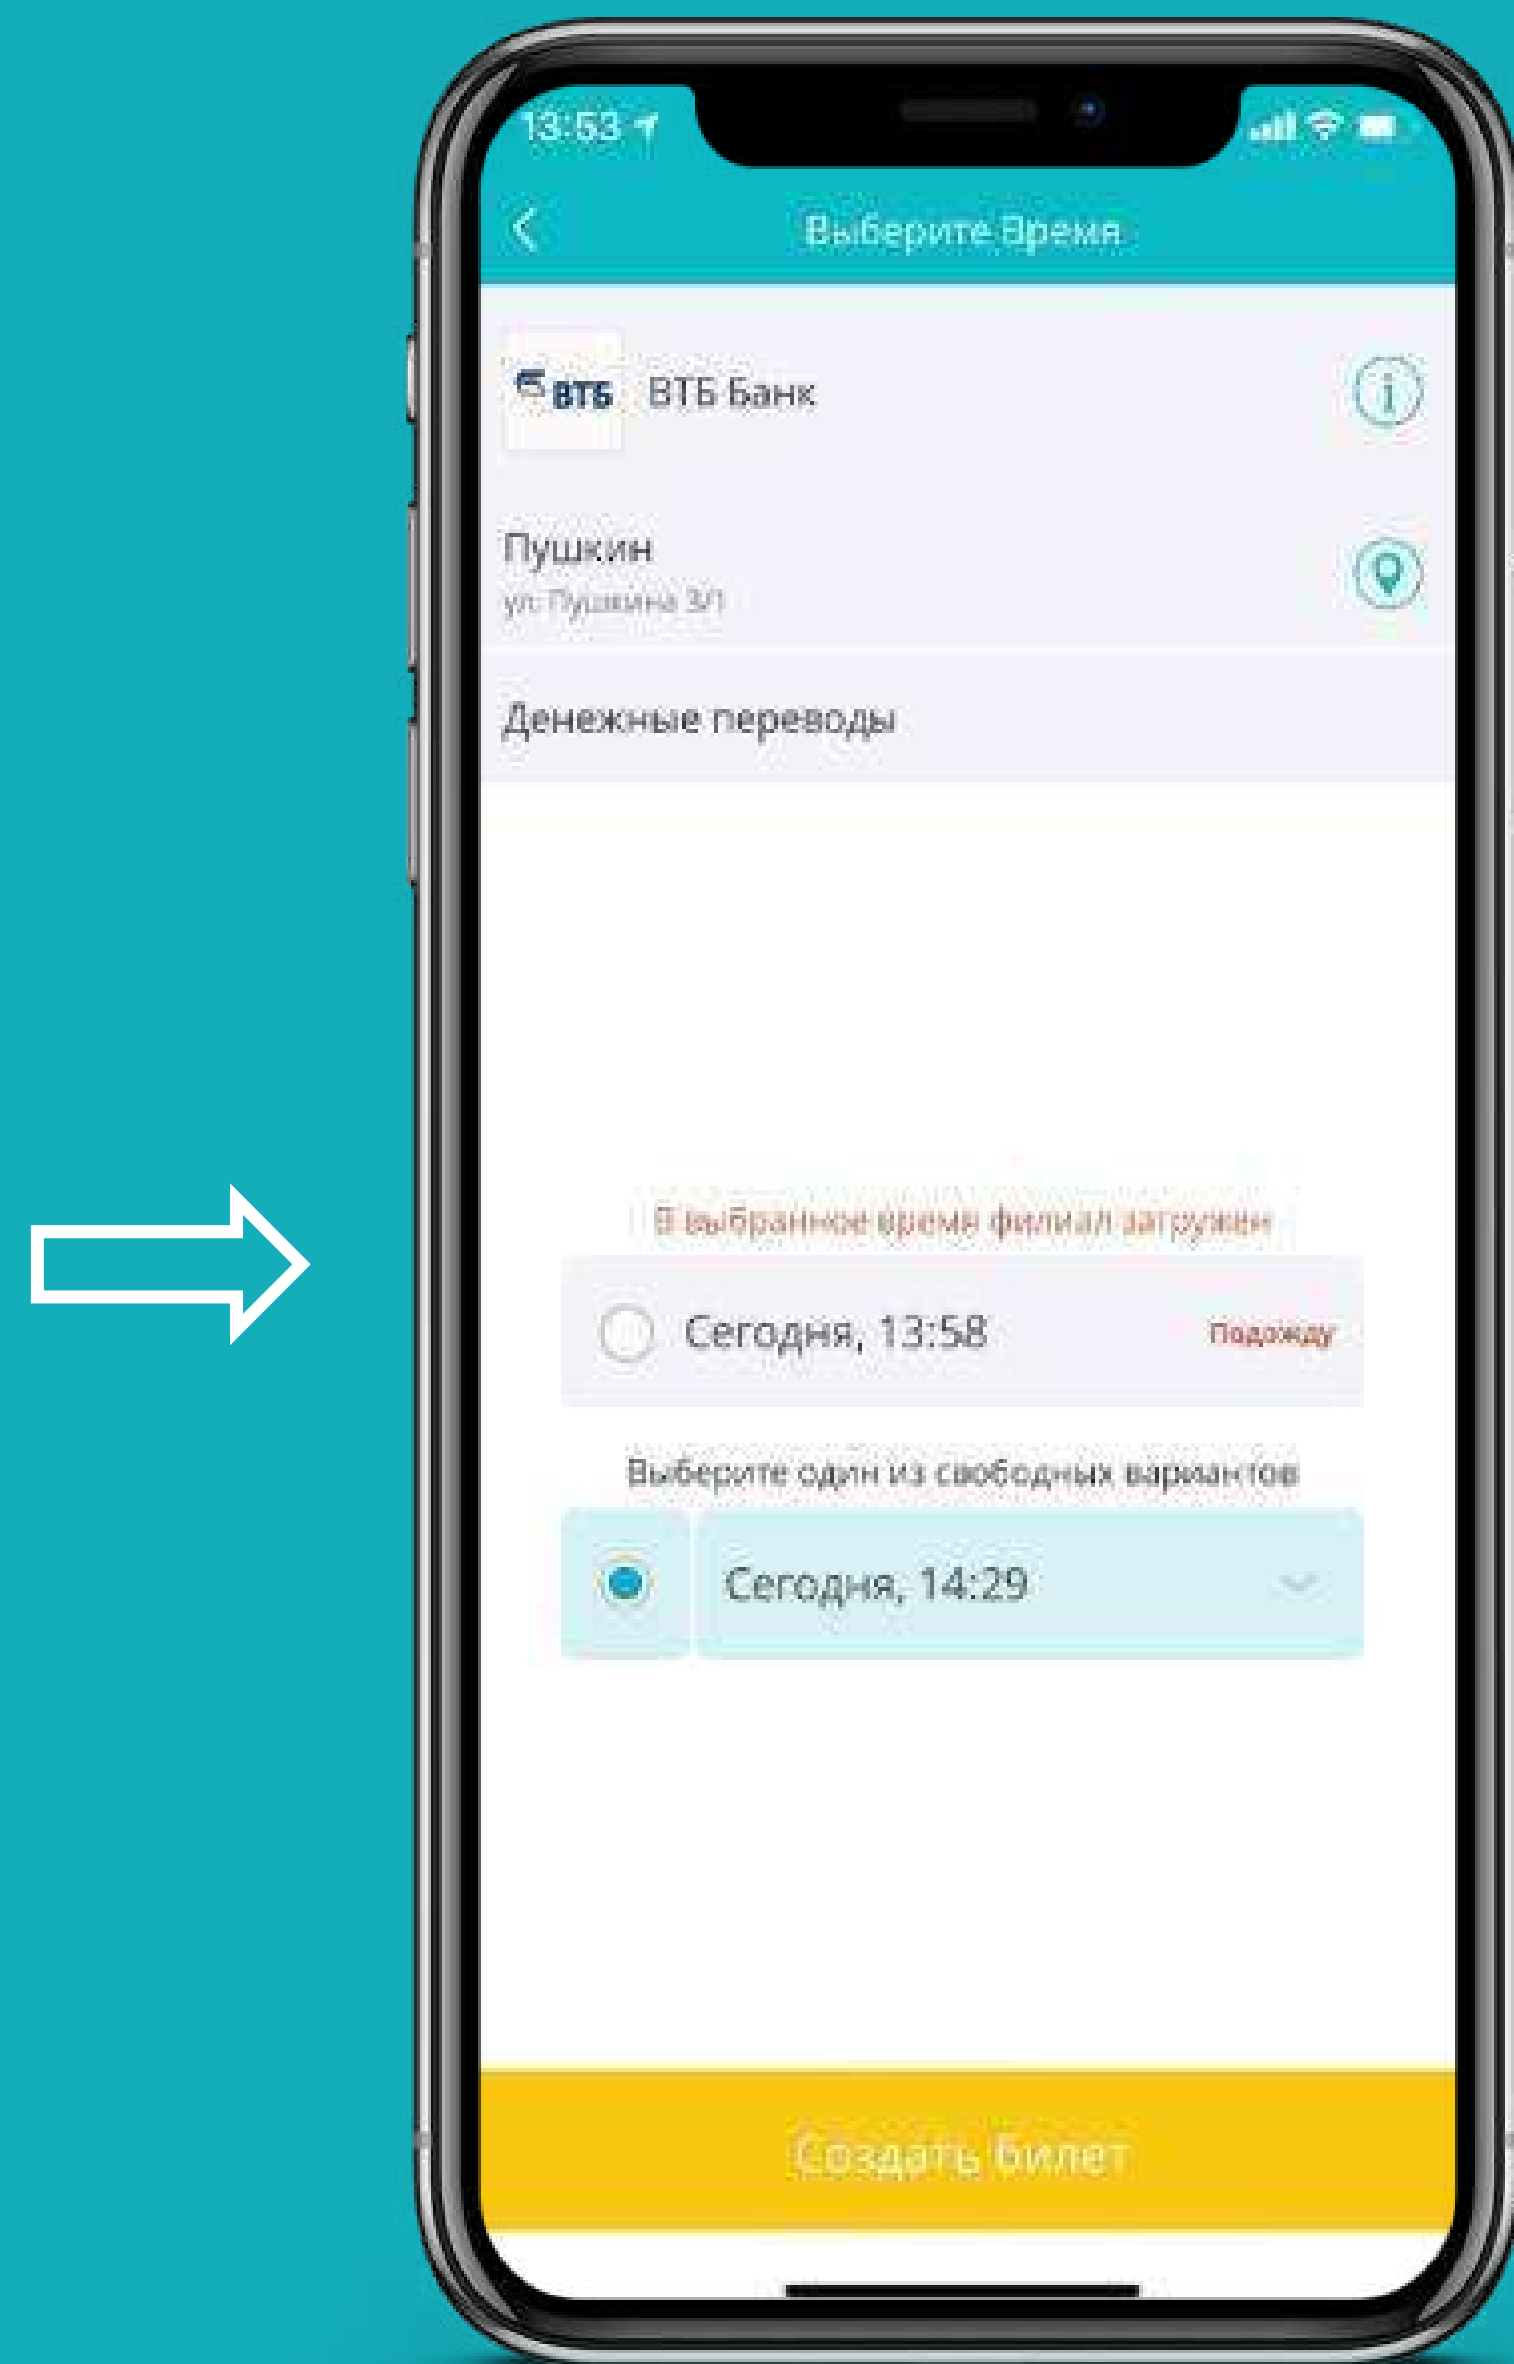 13:53
Выберите Время
ВТБ ВТБ Банк
Пушкин
ул. Пушкина 3/1
Денежные переводы
В выбранное время филиал загружен
Сегодня, 13:58 Подожду
Выберите один из свободных вариантов
Сегодня, 14:29
Создать билет